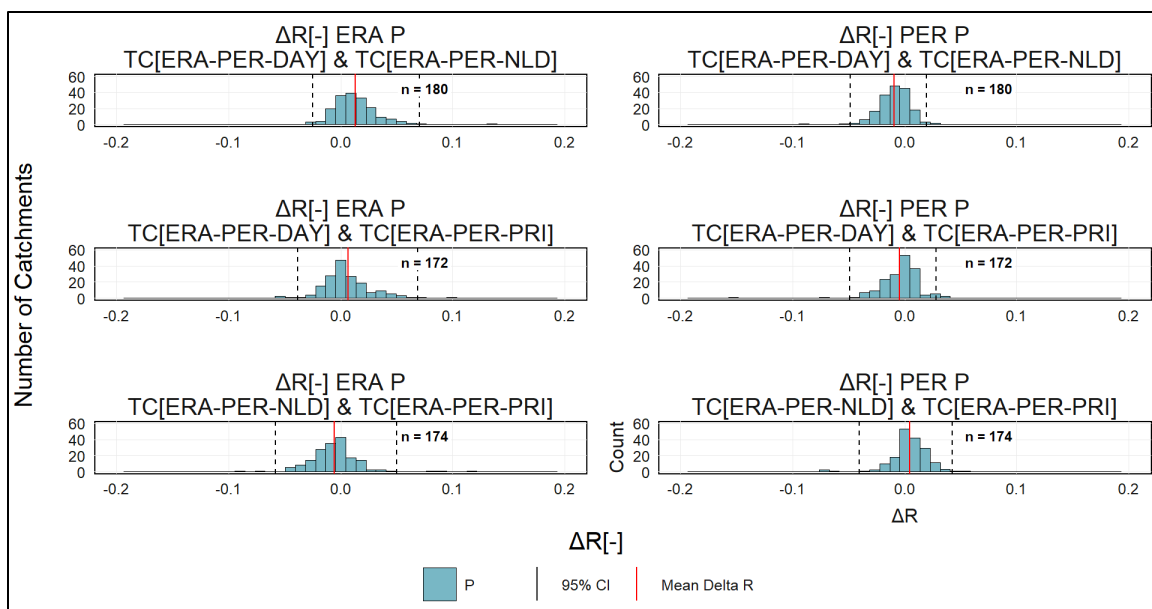 ΔR[-] ERA P
TC[ERA-PER-DAY] & TC[ERA-PER-NLD]
60
40
20
0
n = 180
-0.2 -0.1 0.0 0.1 0.2
ΔR[-] PER P
TC[ERA-PER-DAY] & TC[ERA-PER-NLD]
60
40
20
0
n = 180
-0.2 -0.1 0.0 0.1 0.2
Number of Catchments
ΔR[-] ERA P
TC[ERA-PER-DAY] & TC[ERA-PER-PRI]
60
40
20
0
n = 172
-0.2 -0.1 0.0 0.1 0.2
ΔR[-] PER P
TC[ERA-PER-DAY] & TC[ERA-PER-PRI]
60
40
20
0
n = 172
-0.2 -0.1 0.0 0.1 0.2
ΔR[-] ERA P
TC[ERA-PER-NLD] & TC[ERA-PER-PRI]
60
40
20
0
n = 174
-0.2 -0.1 0.0 0.1 0.2
ΔR[-] PER P
TC[ERA-PER-NLD] & TC[ERA-PER-PRI]
Count
60
40
20
0
n = 174
-0.2 -0.1 0.0 0.1 0.2
ΔR
ΔR[-]
P 95% CI Mean Delta R